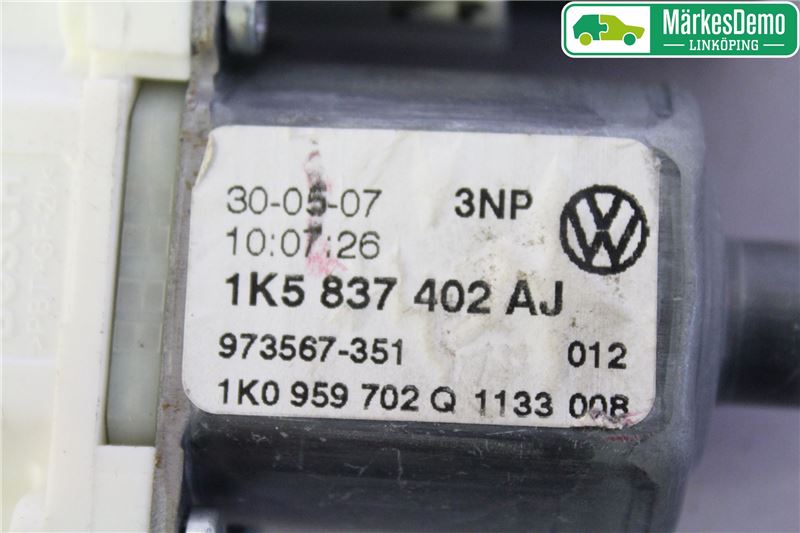 MärkesDemo
LINKÖPING
30-05-07 3NP
10:07:26
1K5 837 402 AJ
973567-351 012
1K0 959 702 Q 1133 008
BOSCH